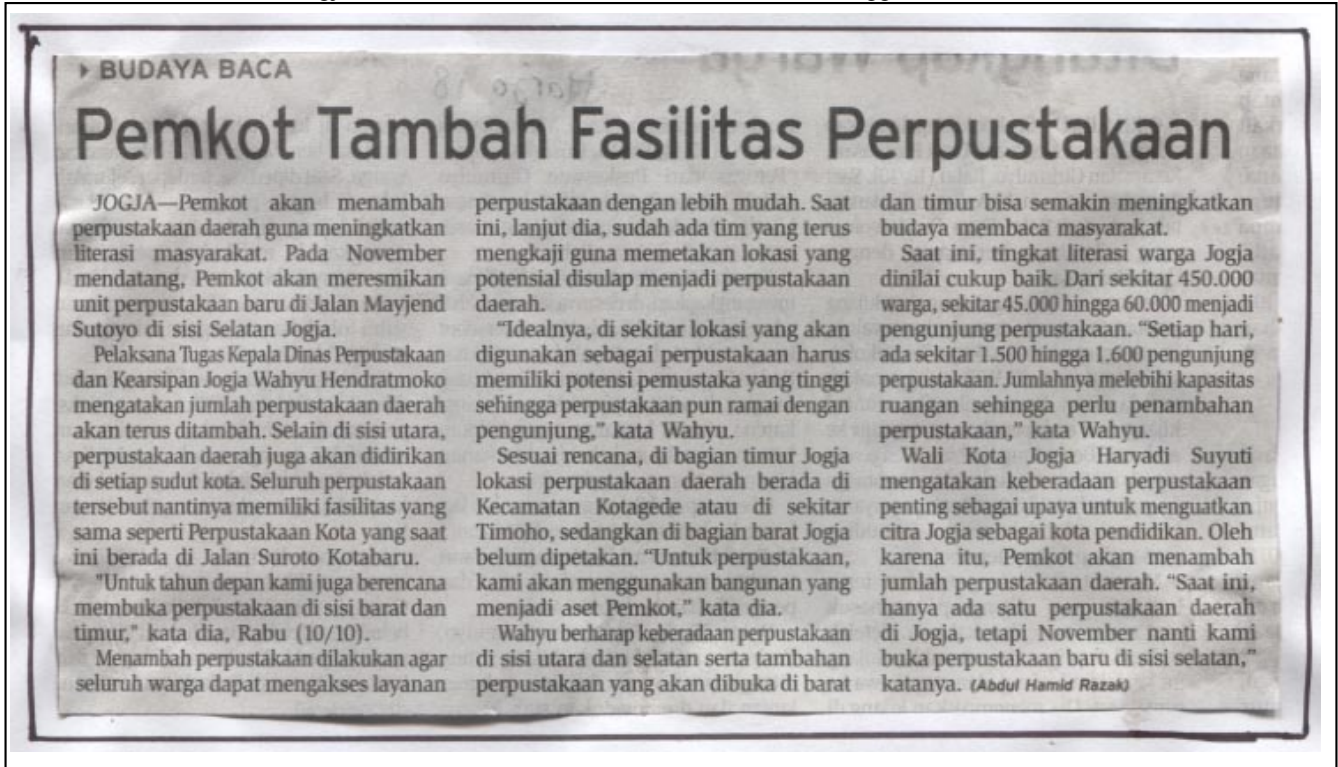 ▸ BUDAYA BACA
Pemkot Tambah Fasilitas Perpustakaan
JOGJA—Pemkot akan menambah
perpustakaan daerah guna meningkatkan
literasi masyarakat. Pada November
mendatang, Pemkot akan meresmikan
unit perpustakaan baru di Jalan Mayjend
Sutoyo di sisi Selatan Jogja.
Pelaksana Tugas Kepala Dinas Perpustakaan
dan Kearsipan Jogja Wahyu Hendratmoko
mengatakan jumlah perpustakaan daerah
akan terus ditambah. Selain di sisi utara,
perpustakaan daerah juga akan didirikan
di setiap sudut kota. Seluruh perpustakaan
tersebut nantinya memiliki fasilitas yang
sama seperti Perpustakaan Kota yang saat
ini berada di Jalan Suroto Kotabaru.
"Untuk tahun depan kami juga berencana
membuka perpustakaan di sisi barat dan
timur," kata dia, Rabu (10/10).
Menambah perpustakaan dilakukan agar
seluruh warga dapat mengakses layanan
perpustakaan dengan lebih mudah. Saat
ini, lanjut dia, sudah ada tim yang terus
mengkaji guna memetakan lokasi yang
potensial disulap menjadi perpustakaan
daerah.
“Idealnya, di sekitar lokasi yang akan
digunakan sebagai perpustakaan harus
memiliki potensi pemustaka yang tinggi
sehingga perpustakaan pun ramai dengan
pengunjung,” kata Wahyu.
Sesuai rencana, di bagian timur Jogja
lokasi perpustakaan daerah berada di
Kecamatan Kotagede atau di sekitar
Timoho, sedangkan di bagian barat Jogja
belum dipetakan. “Untuk perpustakaan,
kami akan menggunakan bangunan yang
menjadi aset Pemkot,” kata dia.
Wahyu berharap keberadaan perpustakaan
di sisi utara dan selatan serta tambahan
perpustakaan yang akan dibuka di barat
dan timur bisa semakin meningkatkan
budaya membaca masyarakat.
Saat ini, tingkat literasi warga Jogja
dinilai cukup baik. Dari sekitar 450.000
warga, sekitar 45.000 hingga 60.000 menjadi
pengunjung perpustakaan. “Setiap hari,
ada sekitar 1.500 hingga 1.600 pengunjung
perpustakaan. Jumlahnya melebihi kapasitas
ruangan sehingga perlu penambahan
perpustakaan,” kata Wahyu.
Wali Kota Jogja Haryadi Suyuti
mengatakan keberadaan perpustakaan
penting sebagai upaya untuk menguatkan
citra Jogja sebagai kota pendidikan. Oleh
karena itu, Pemkot akan menambah
jumlah perpustakaan daerah. “Saat ini,
hanya ada satu perpustakaan daerah
di Jogja, tetapi November nanti kami
buka perpustakaan baru di sisi selatan,”
katanya. (Abdul Hamid Razak)